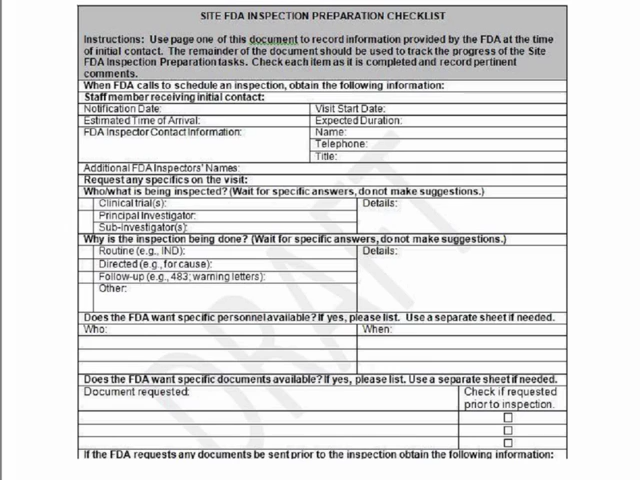 SITE FDA INSPECTION PREPARATION CHECKLIST
Instructions: Use page one of this document to record information provided by the FDA at the time
of initial contact. The remainder of the document should be used to track the progress of the Site
FDA Inspection Preparation tasks. Check each item as it is completed and record pertinent
comments.
When FDA calls to schedule an inspection, obtain the following information:
Staff member receiving initial contact:
Notification Date: Visit Start Date:
Estimated Time of Arrival: Expected Duration:
FDA Inspector Contact Information: Name:
Telephone:
Title:
Additional FDA Inspectors' Names:
Request any specifics on the visit:
Who/what is being inspected? (Wait for specific answers, do not make suggestions.)
Clinical trial(s): Details:
Principal Investigator:
Sub-Investigator(s):
Why is the inspection being done? (Wait for specific answers, do not make suggestions.)
Routine (e.g., IND): Details:
Directed (e.g., for cause):
Follow-up (e.g., 483; warning letters):
Other:
Does the FDA want specific personnel available? If yes, please list. Use a separate sheet if needed.
Who: When:
Does the FDA want specific documents available? If yes, please list. Use a separate sheet if needed.
Document requested: Check if requested
prior to inspection.
If the FDA requests any documents be sent prior to the inspection obtain the following information:
DRAFT